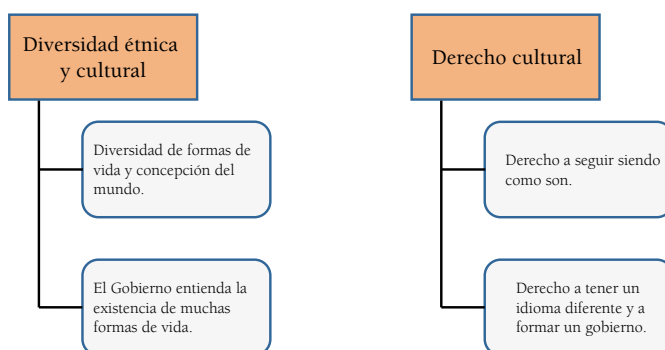 Diversidad étnica
y cultural
Diversidad de formas de
vida y concepción del
mundo.
El Gobierno entienda la
existencia de muchas
formas de vida.
Derecho cultural
Derecho a seguir siendo
como son.
Derecho a tener un
idioma diferente y a
formar un gobierno.